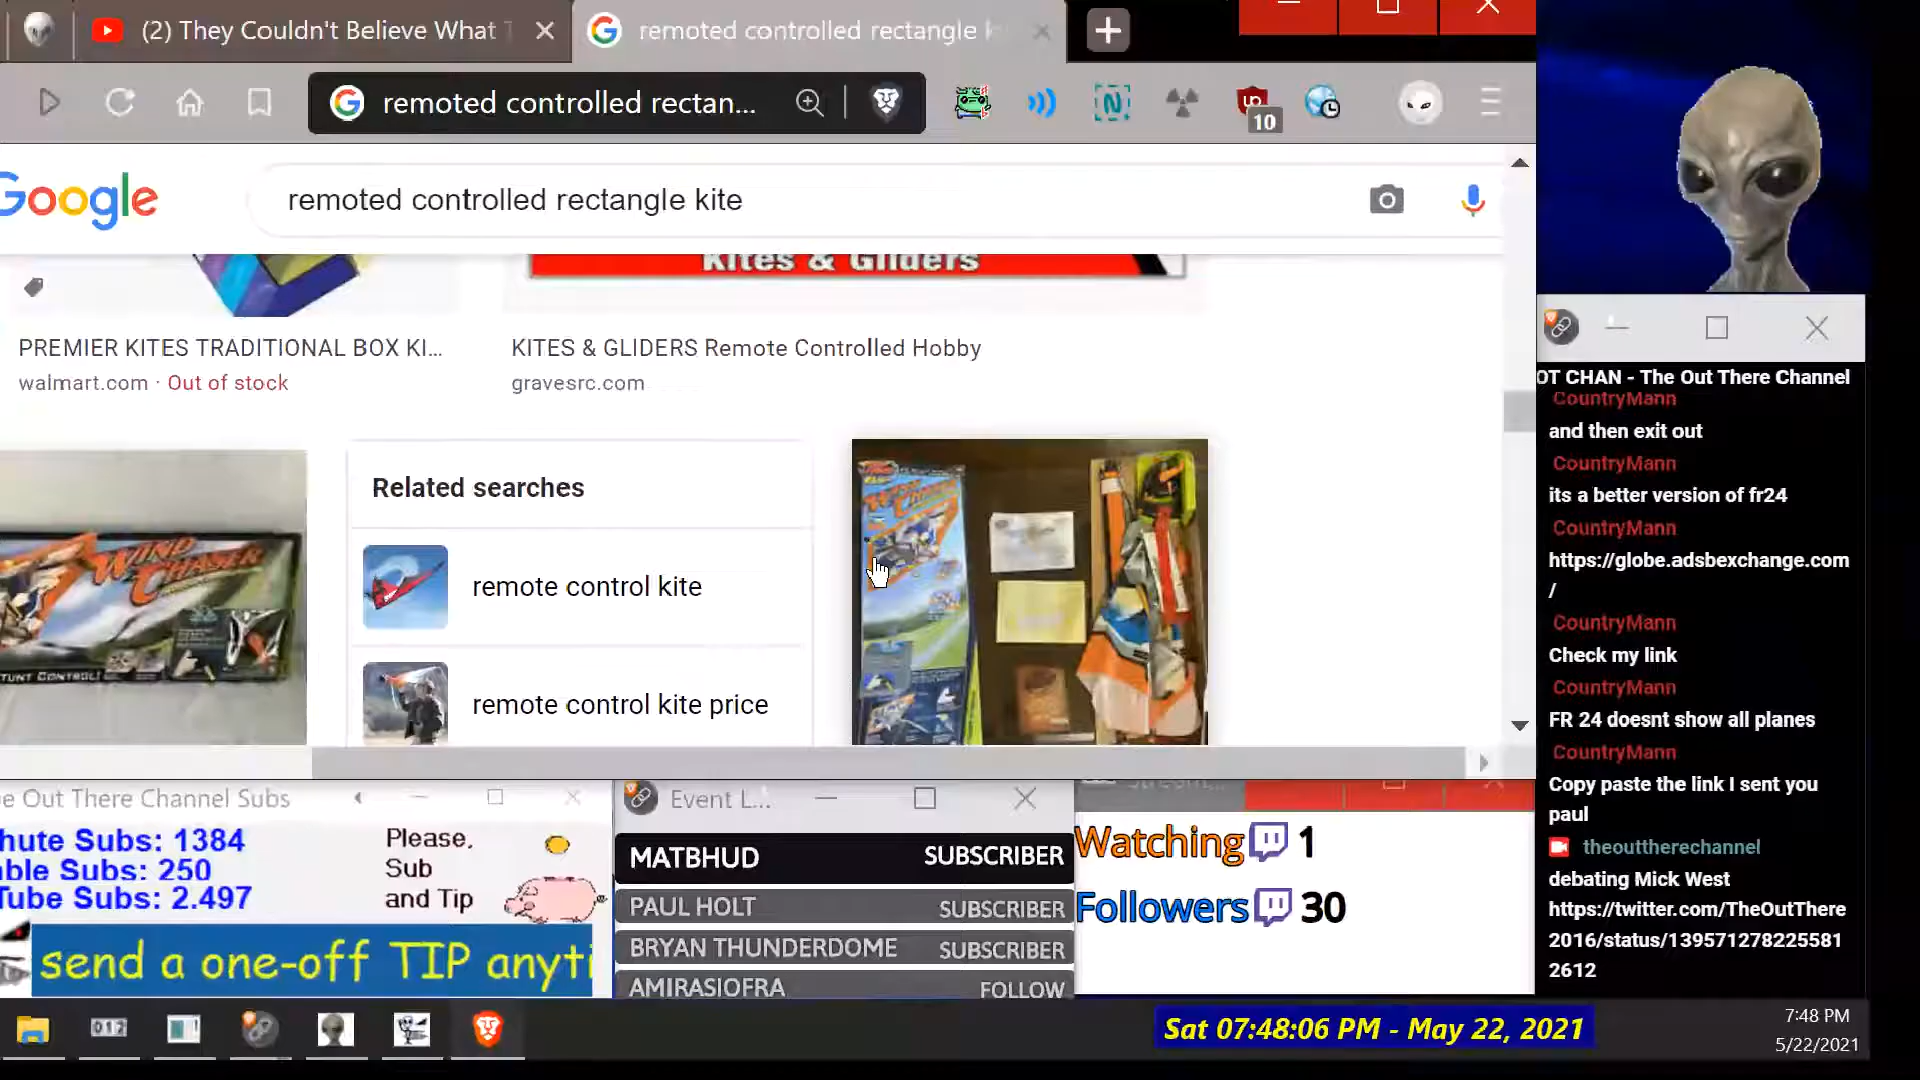 (2) They Couldn't Believe What
remoted controlled rectangle k
remoted controlled rectan...
10
Google
remoted controlled rectangle kite
Kites & Gliders
PREMIER KITES TRADITIONAL BOX KI...
walmart.com · Out of stock
KITES & GLIDERS Remote Controlled Hobby
gravesrc.com
WIND CHASER
STUNT CONTROL!
Related searches
remote control kite
remote control kite price
OT CHAN - The Out There Channel
CountryMann
and then exit out
CountryMann
its a better version of fr24
CountryMann
https://globe.adsbexchange.com
/
CountryMann
Check my link
CountryMann
FR 24 doesnt show all planes
CountryMann
Copy paste the link I sent you
paul
theouttherechannel
debating Mick West
https://twitter.com/TheOutThere
2016/status/139571278225581
2612
e Out There Channel Subs
hute Subs: 1384
ble Subs: 250
Tube Subs: 2.497
Please,
Sub
and Tip
send a one-off TIP anyti
Event L...
MATBHUD SUBSCRIBER
PAUL HOLT SUBSCRIBER
BRYAN THUNDERDOME SUBSCRIBER
AMIRASIOFRA FOLLOW
Watching 1
Followers 30
Sat 07:48:06 PM - May 22, 2021
7:48 PM
5/22/2021